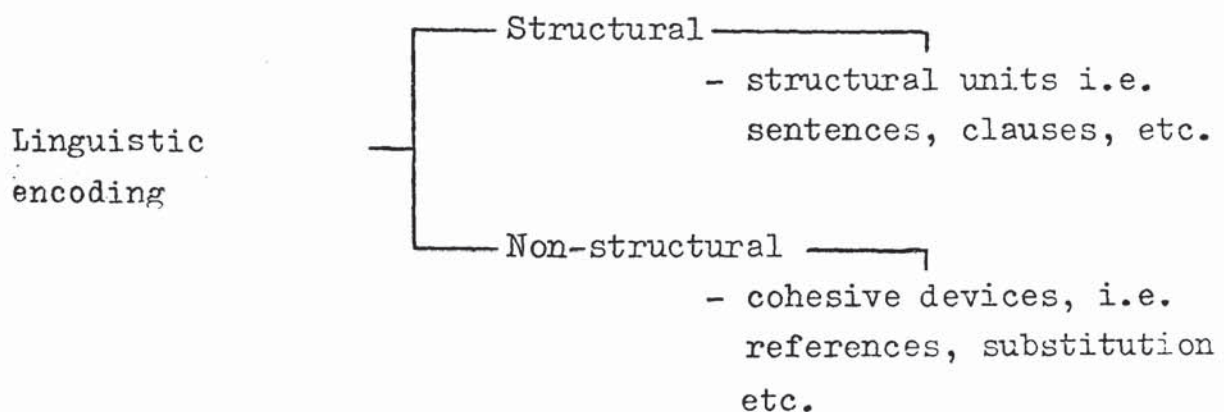 Structural
- structural units i.e.
sentences, clauses, etc.
Linguistic
encoding
Non-structural
- cohesive devices, i.e.
references, substitution
etc.